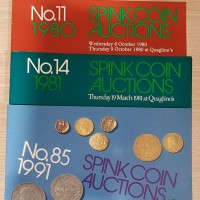 No.11
1980
SPINK COIN
AUCTIONS
Wednesday 8 October 1980
Thursday 9 October 1980 at Quaglino's
No.14
1981
SPINK COIN
AUCTIONS
Thursday 19 March 1981 at Quaglino's
No.85
1991
SPINK COIN
AUCTIONS